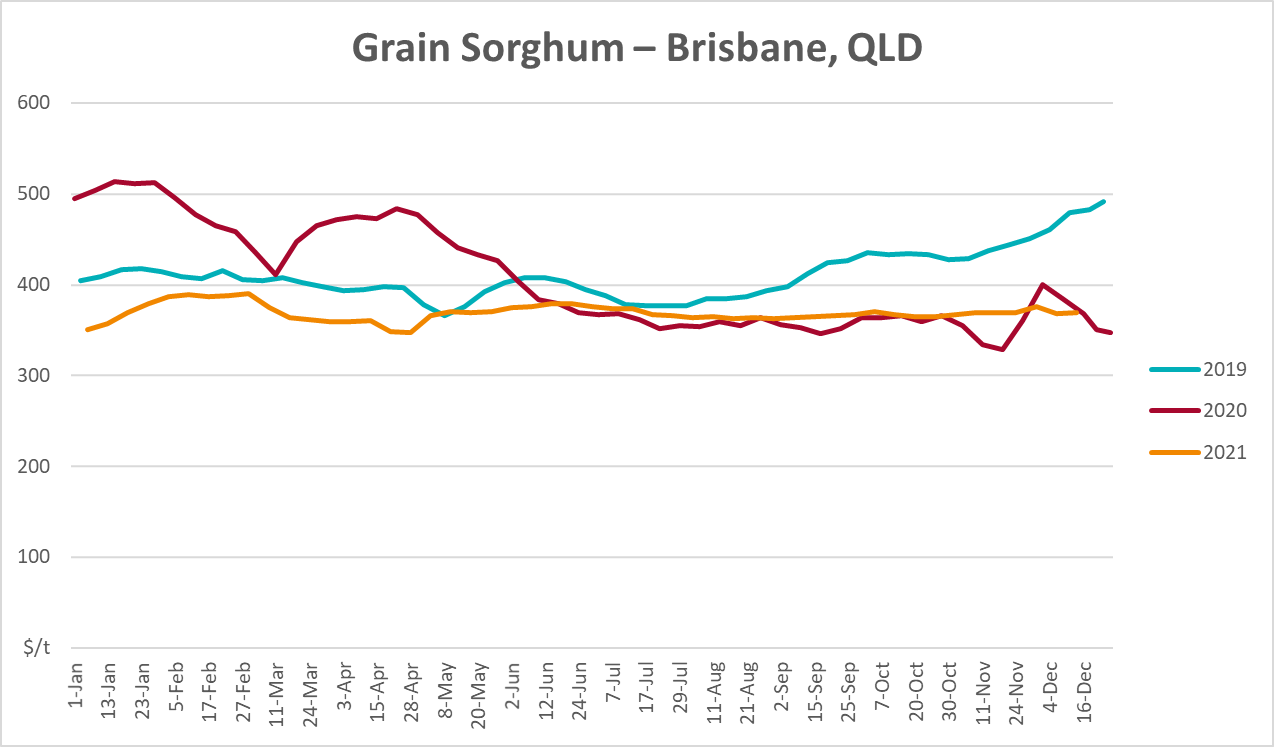 Grain Sorghum – Brisbane, QLD
600
500
400
300
200
100
$/t
1-Jan
13-Jan
23-Jan
5-Feb
17-Feb
27-Feb
11-Mar
24-Mar
3-Apr
15-Apr
28-Apr
8-May
20-May
2-Jun
12-Jun
24-Jun
7-Jul
17-Jul
29-Jul
11-Aug
21-Aug
2-Sep
15-Sep
25-Sep
7-Oct
20-Oct
30-Oct
11-Nov
24-Nov
4-Dec
16-Dec
2019
2020
2021